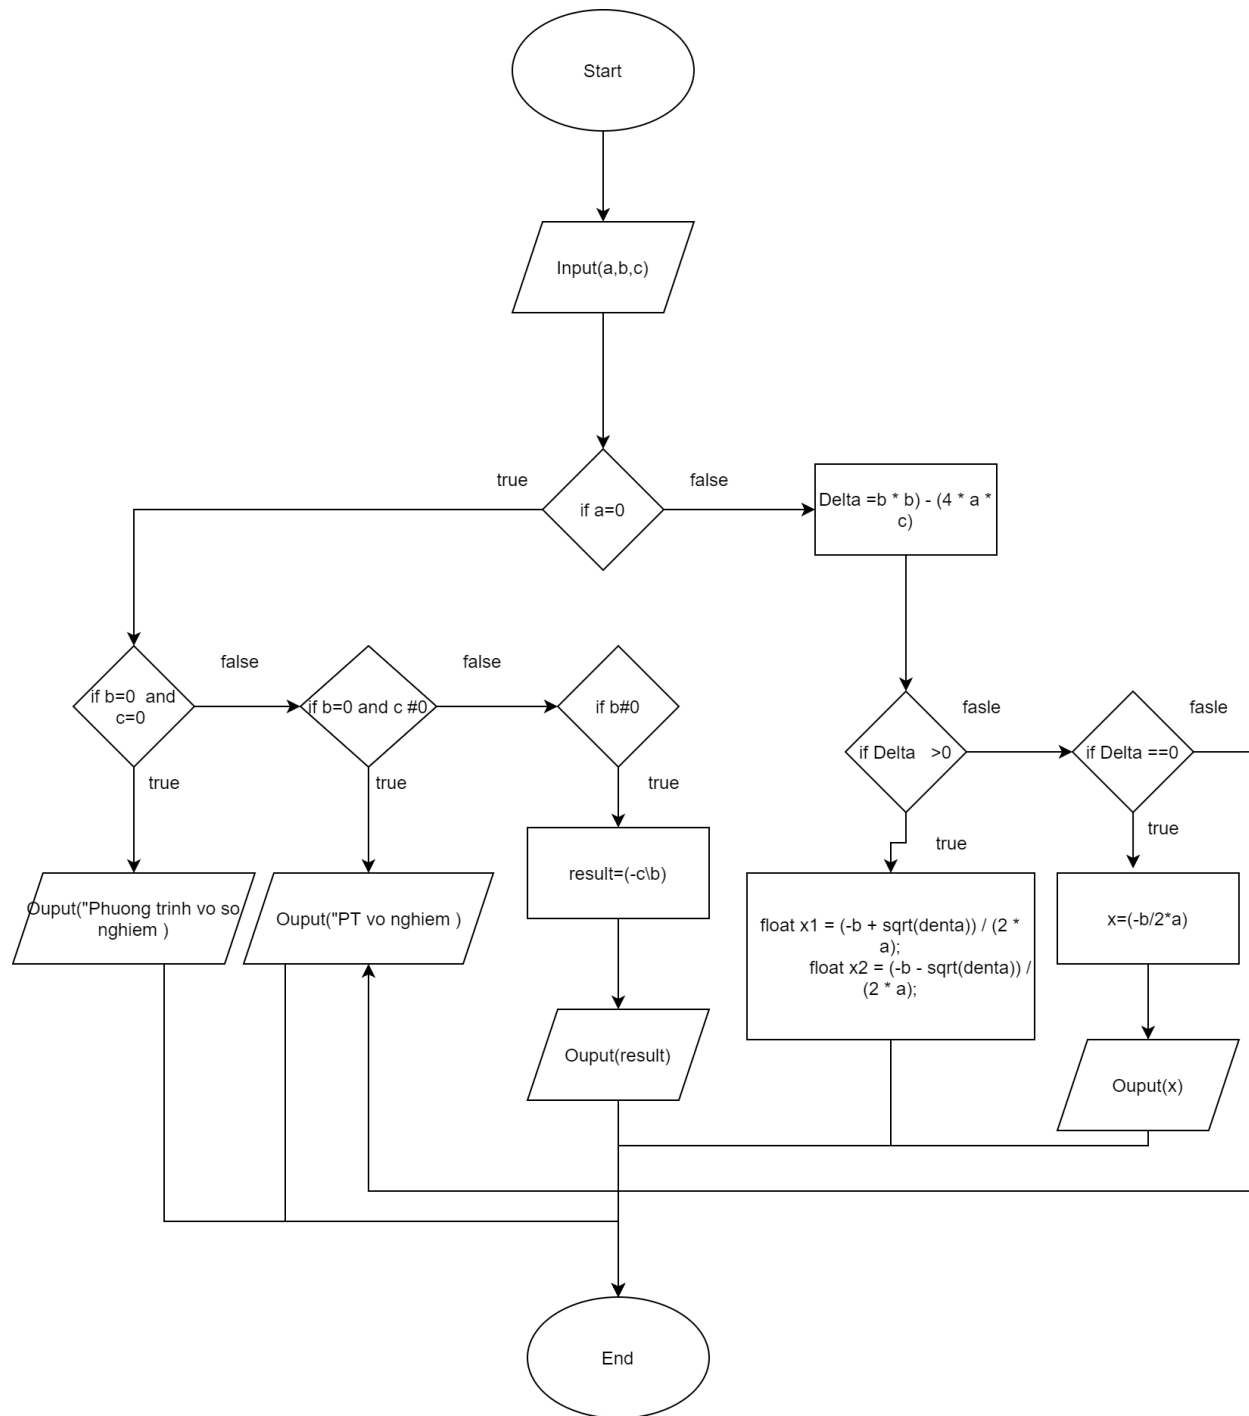 Start
Input(a,b,c)
true
false
if a=0
Delta =b * b) - (4 * a *
c)
false
false
if b=0  and
c=0
if b=0 and c #0
if b#0
fasle
fasle
if Delta   >0
if Delta ==0
true
true
true
true
true
Ouput("Phuong trinh vo so
nghiem )
Ouput("PT vo nghiem )
result=(-c\b)
float x1 = (-b + sqrt(denta)) / (2 *
a);
float x2 = (-b - sqrt(denta)) /
(2 * a);
x=(-b/2*a)
Ouput(result)
Ouput(x)
End